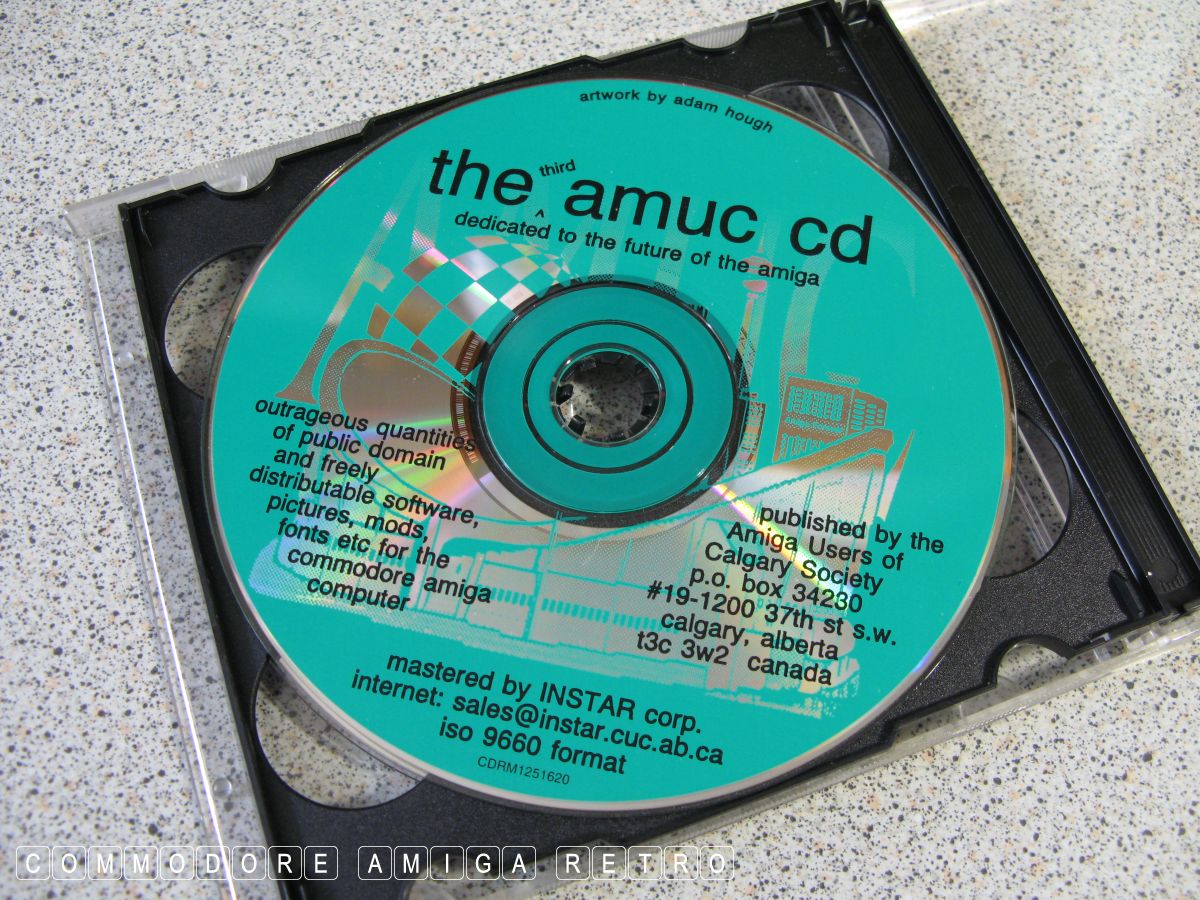 artwork by adam hough
third
the ^ amuc cd
dedicated to the future of the amiga
AMUC
outrageous quantities
of public domain
and freely
distributable software,
pictures, mods,
fonts etc for the
commodore amiga
computer
published by the
Amiga Users of
Calgary Society
p.o. box 34230
#19-1200 37th st s.w.
calgary, alberta
t3c 3w2 canada
mastered by INSTAR corp.
internet: sales@instar.cuc.ab.ca
iso 9660 format
CDRM1251620
COMMODORE AMIGA RETRO